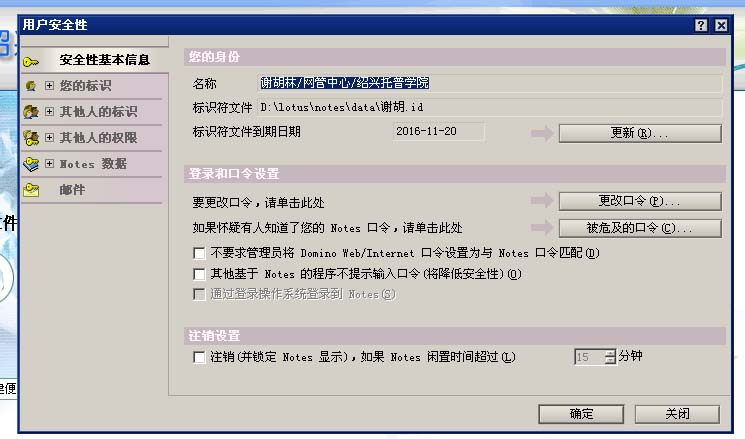 用户安全性
安全性基本信息
您的标识
其他人的标识
其他人的权限
Notes 数据
邮件
您的身份
名称 谢胡林/网管中心/绍兴托普学院
标识符文件 D:\lotus\notes\data\谢胡.id
标识符文件到期日期 2016-11-20 更新(R)...
登录和口令设置
要更改口令，请单击此处 更改口令(P)...
如果怀疑有人知道了您的 Notes 口令，请单击此处 被危及的口令(C)...
不要求管理员将 Domino Web/Internet 口令设置为与 Notes 口令匹配(D)
其他基于 Notes 的程序不提示输入口令(将降低安全性)(O)
通过登录操作系统登录到 Notes(S)
注销设置
注销(并锁定 Notes 显示)，如果 Notes 闲置时间超过(L) 15 分钟
确定 关闭
件
建便